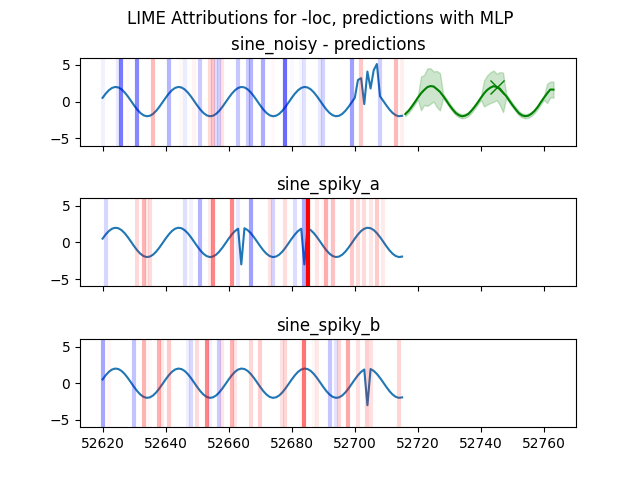 LIME Attributions for -loc, predictions with MLP
sine_noisy - predictions
5
0
−5
sine_spiky_a
5
0
−5
sine_spiky_b
5
0
−5
52620 52640 52660 52680 52700 52720 52740 52760